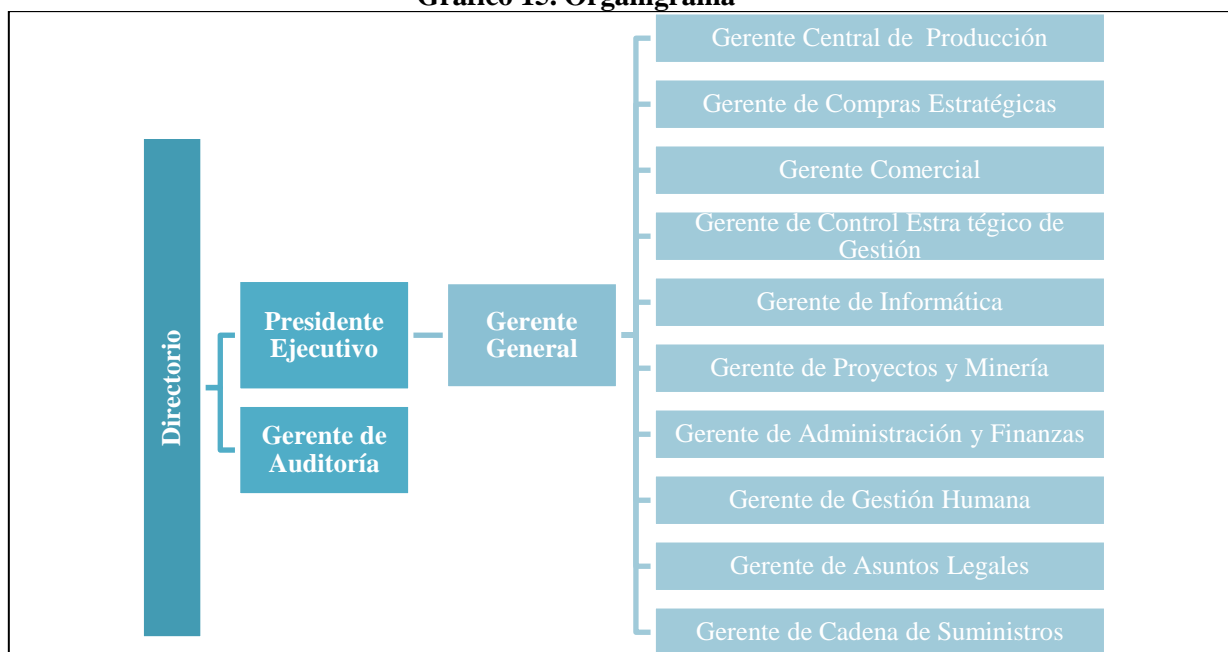 Gráfico 13. Organigrama
Directorio
Presidente
Ejecutivo
Gerente de
Auditoría
Gerente
General
Gerente Central de Producción
Gerente de Compras Estratégicas
Gerente Comercial
Gerente de Control Estra tégico de
Gestión
Gerente de Informática
Gerente de Proyectos y Minería
Gerente de Administración y Finanzas
Gerente de Gestión Humana
Gerente de Asuntos Legales
Gerente de Cadena de Suministros